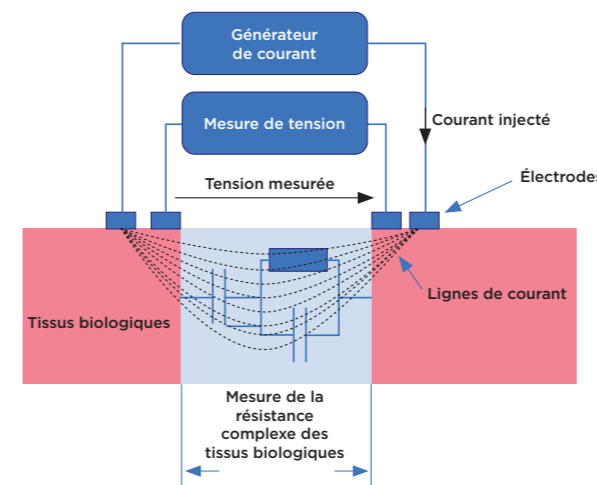 Générateur
de courant
Mesure de tension
Courant injecté
Tension mesurée
Électrodes
Tissus biologiques
Lignes de courant
Mesure de la
résistance
complexe des
tissus biologiques